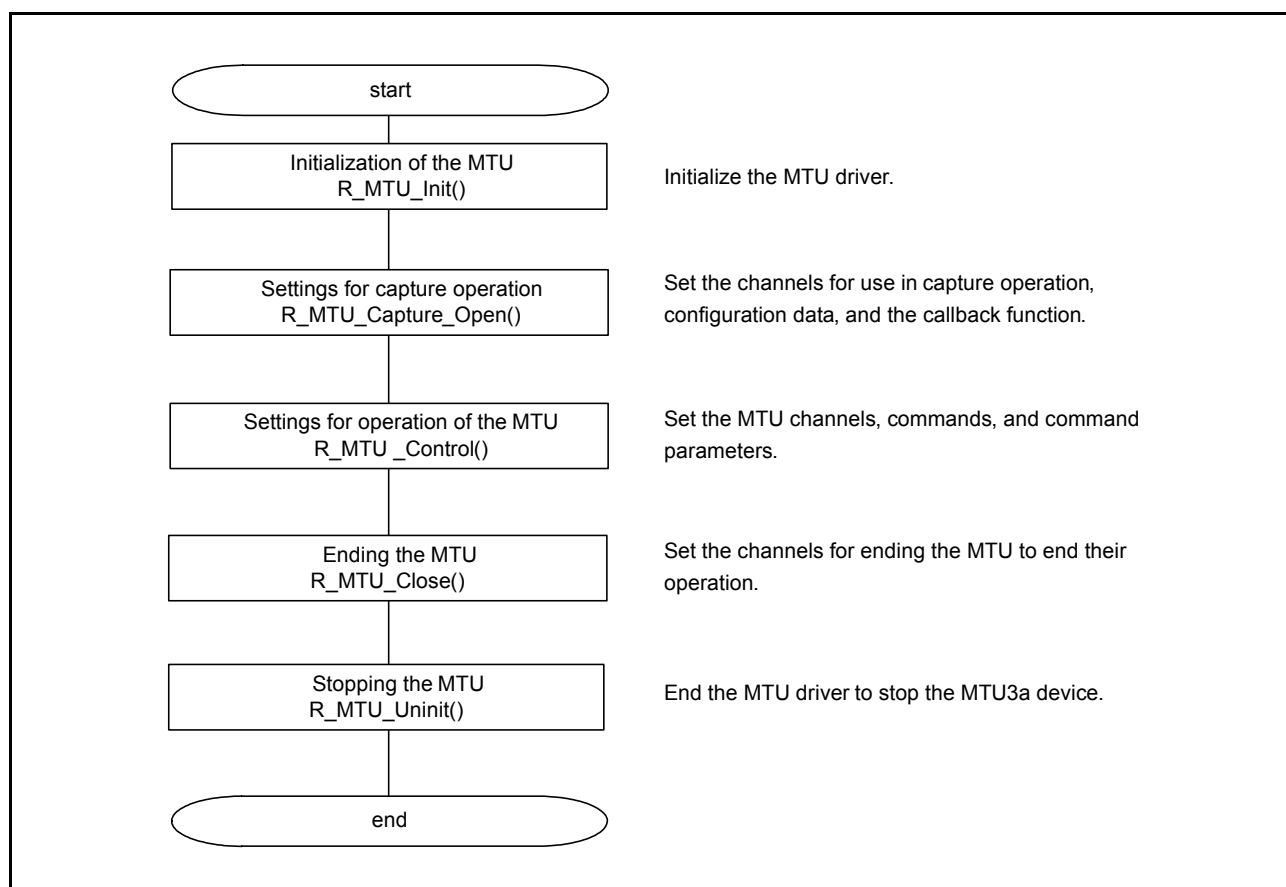 start
Initialization of the MTU
R_MTU_Init()
Initialize the MTU driver.
Settings for capture operation
R_MTU_Capture_Open()
Set the channels for use in capture operation,
configuration data, and the callback function.
Settings for operation of the MTU
R_MTU _Control()
Set the MTU channels, commands, and command
parameters.
Ending the MTU
R_MTU_Close()
Set the channels for ending the MTU to end their
operation.
Stopping the MTU
R_MTU_Uninit()
End the MTU driver to stop the MTU3a device.
end